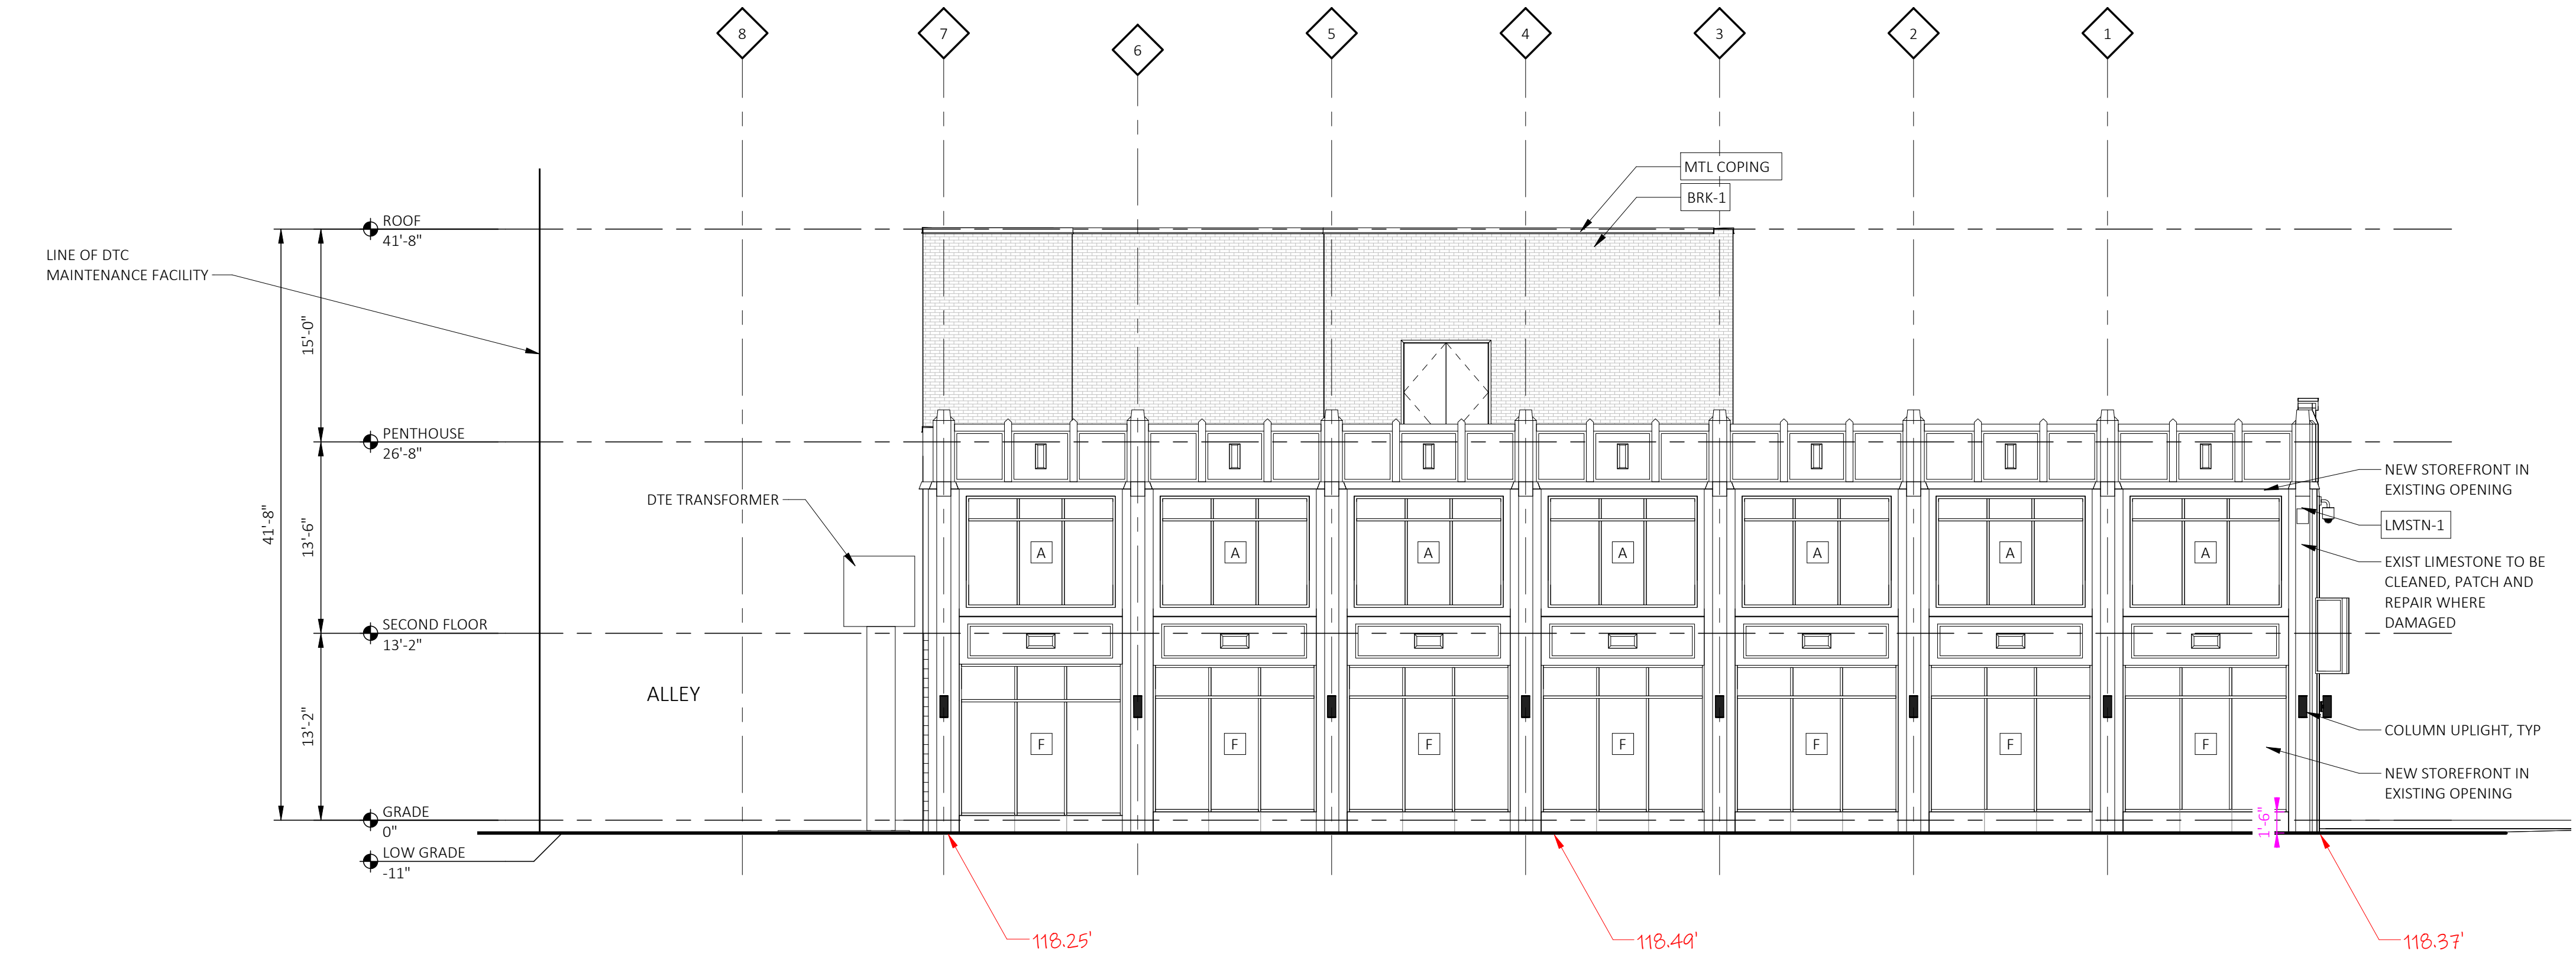 8
7
6
5
4
3
2
1
MTL COPING
BRK-1
ROOF
41'-8"
LINE OF DTC
MAINTENANCE FACILITY
15'-0"
PENTHOUSE
26'-8"
41'-8"
13'-6"
DTE TRANSFORMER
NEW STOREFRONT IN
EXISTING OPENING
LMSTN-1
A
A
A
A
A
A
A
EXIST LIMESTONE TO BE
CLEANED, PATCH AND
REPAIR WHERE
DAMAGED
SECOND FLOOR
13'-2"
ALLEY
13'-2"
COLUMN UPLIGHT, TYP
F
F
F
F
F
F
F
NEW STOREFRONT IN
EXISTING OPENING
1'-6"
GRADE
0"
LOW GRADE
-11"
118.25'
118.49'
118.37'